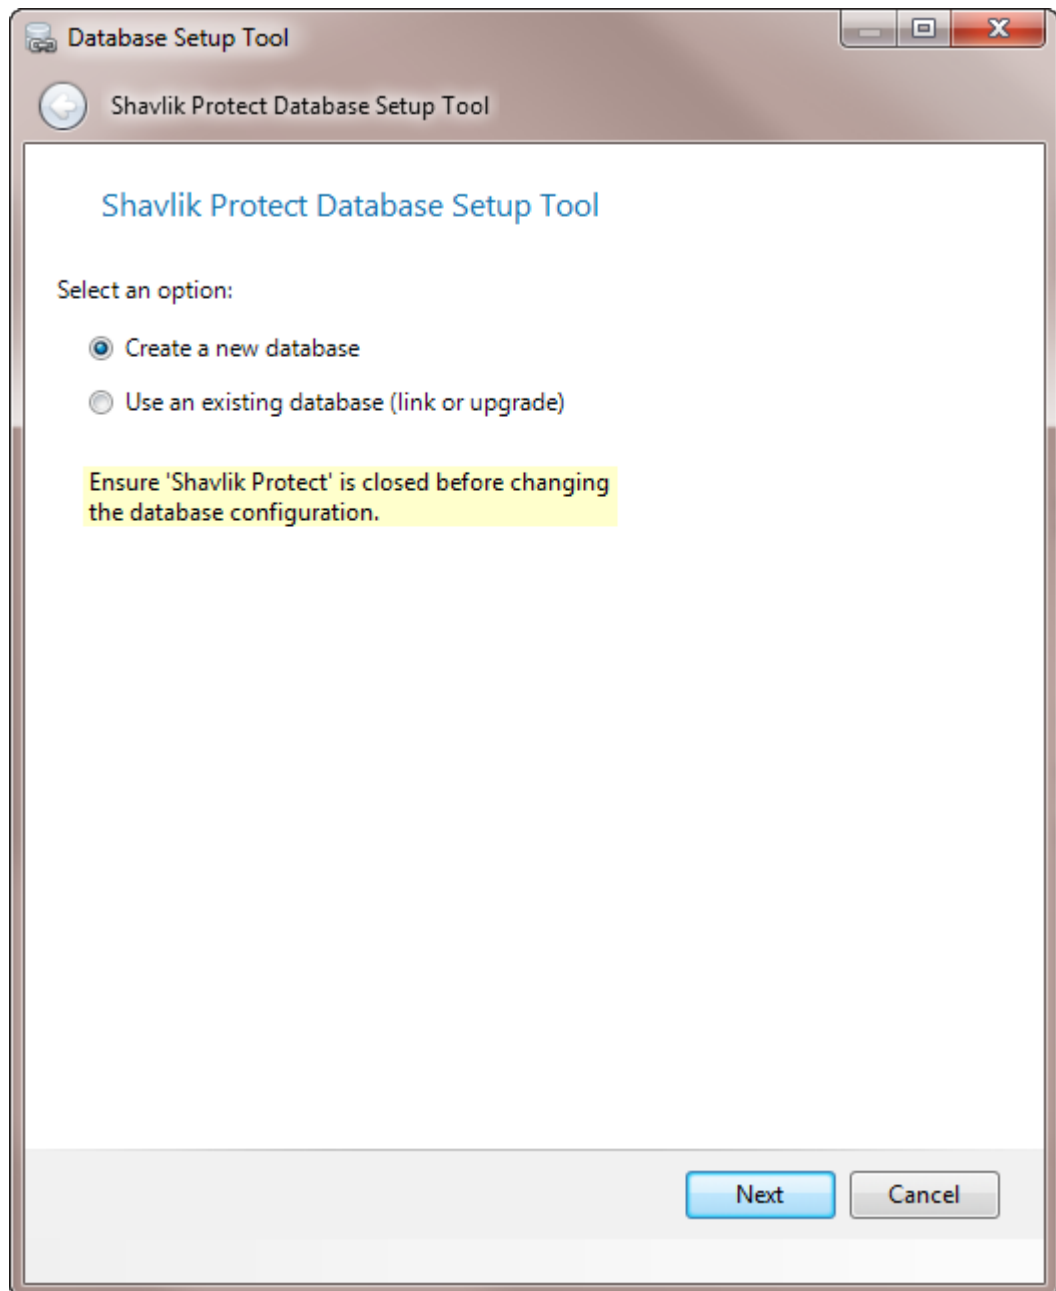 Database Setup Tool
Shavlik Protect Database Setup Tool
Shavlik Protect Database Setup Tool
Select an option:
Create a new database
Use an existing database (link or upgrade)
Ensure 'Shavlik Protect' is closed before changing
the database configuration.
Next
Cancel